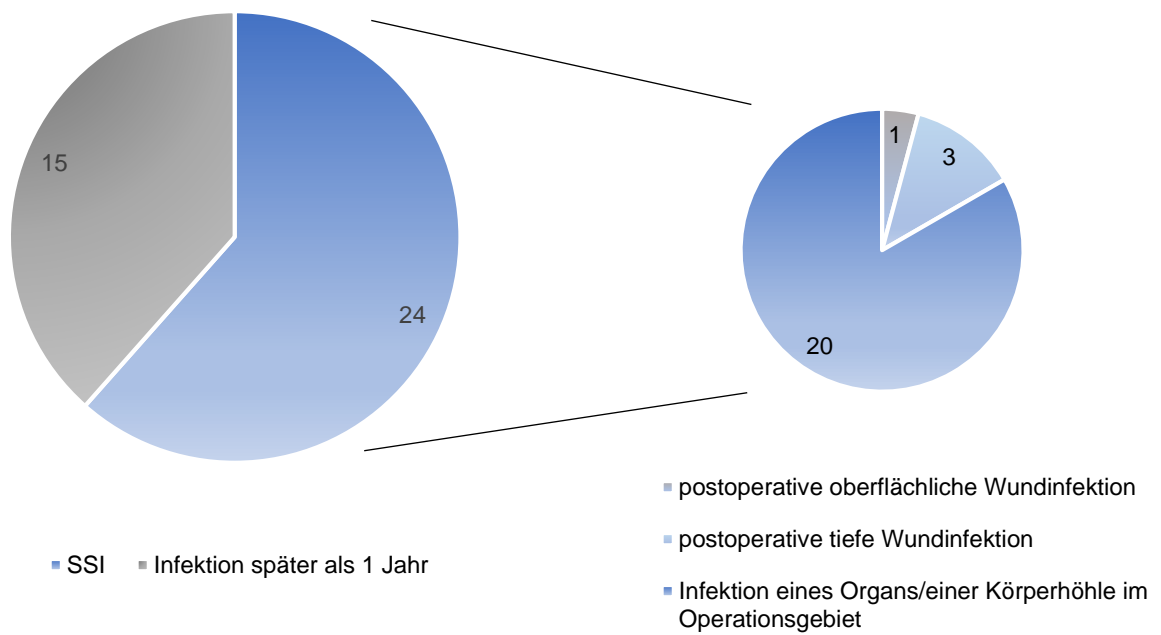 15
24
1
3
20
SSI
Infektion später als 1 Jahr
postoperative oberflächliche Wundinfektion
postoperative tiefe Wundinfektion
Infektion eines Organs/einer Körperhöhle im
Operationsgebiet